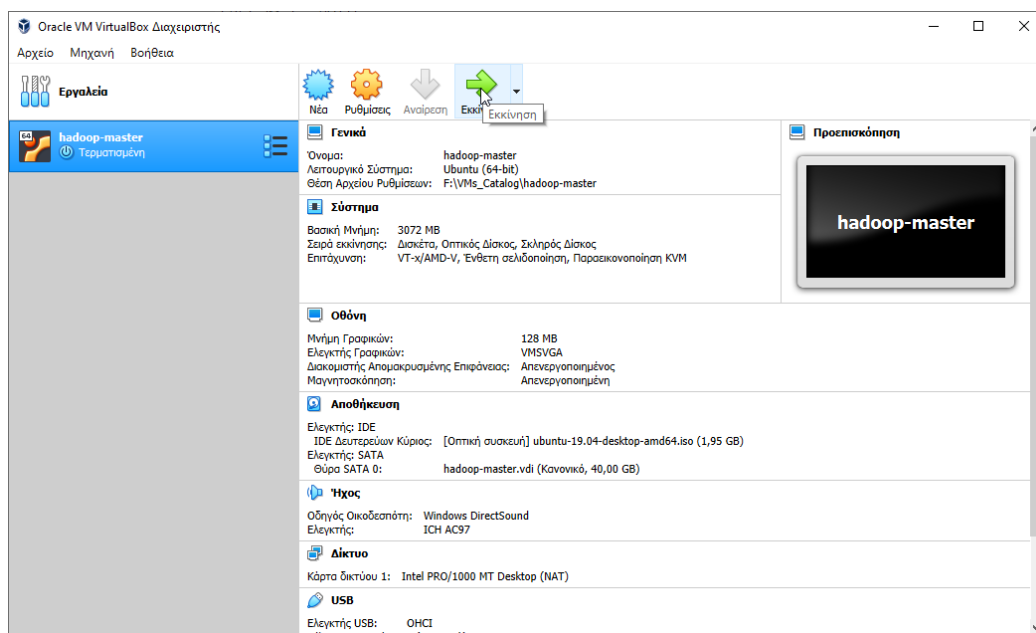 Oracle VM VirtualBox Διαχειριστής
Αρχείο Μηχανή Βοήθεια
Εργαλεία
Νέα Ρυθμίσεις Αναίρεση
Εκκίνηση
64 hadoop-master
Τερματισμένη
Γενικά
Όνομα: hadoop-master
Λειτουργικό Σύστημα: Ubuntu (64-bit)
Θέση Αρχείου Ρυθμίσεων: F:\VMs_Catalog\hadoop-master
Σύστημα
Βασική Μνήμη: 3072 MB
Σειρά εκκίνησης: Δισκέτα, Οπτικός Δίσκος, Σκληρός Δίσκος
Επιτάχυνση: VT-x/AMD-V, Ένθετη σελιδοποίηση, Παραεικονοποίηση KVM
Προεπισκόπηση
hadoop-master
Οθόνη
Μνήμη Γραφικών: 128 MB
Ελεγκτής Γραφικών: VMSVGA
Διακομιστής Απομακρυσμένης Επιφάνειας: Απενεργοποιημένος
Μαγνητοσκόπηση: Απενεργοποιημένη
Αποθήκευση
Ελεγκτής: IDE
IDE Δευτερεύων Κύριος: [Οπτική συσκευή] ubuntu-19.04-desktop-amd64.iso (1,95 GB)
Ελεγκτής: SATA
Θύρα SATA 0: hadoop-master.vdi (Κανονικό, 40,00 GB)
Ήχος
Οδηγός Οικοδεσπότη: Windows DirectSound
Ελεγκτής: ICH AC97
Δίκτυο
Κάρτα δικτύου 1: Intel PRO/1000 MT Desktop (NAT)
USB
Ελεγκτής USB: OHCI